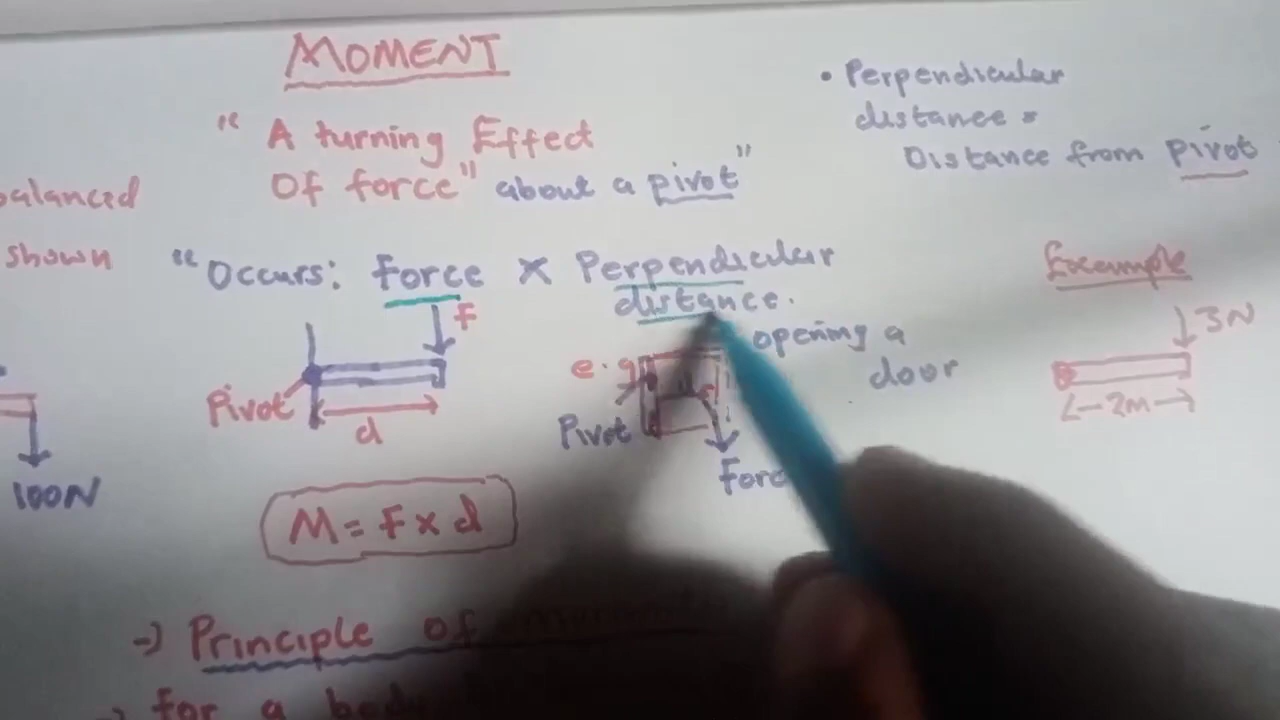 MOMENT
" A turning Effect
Of force" about a pivot"
"Occurs: force × Perpendicular
distance.
F
Pivot
d
e.g
opening a
door
Pivot
Force
M = F × d
-) Principle of
for a body
• Perpendicular
distance =
Distance from pivot
Example
3N
2m
balanced
shown
100N